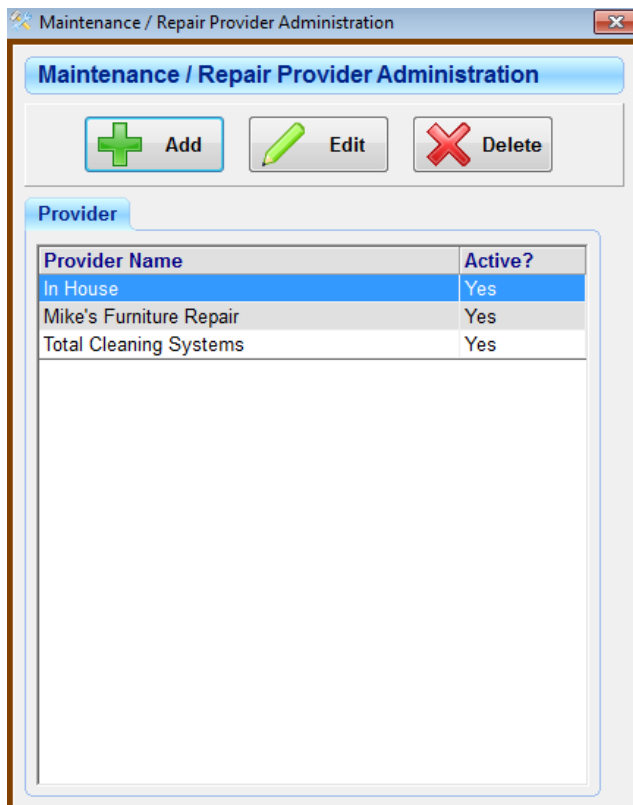 Maintenance / Repair Provider Administration
Maintenance / Repair Provider Administration
Add Edit Delete
Provider
Provider Name Active?
In House Yes
Mike's Furniture Repair Yes
Total Cleaning Systems Yes